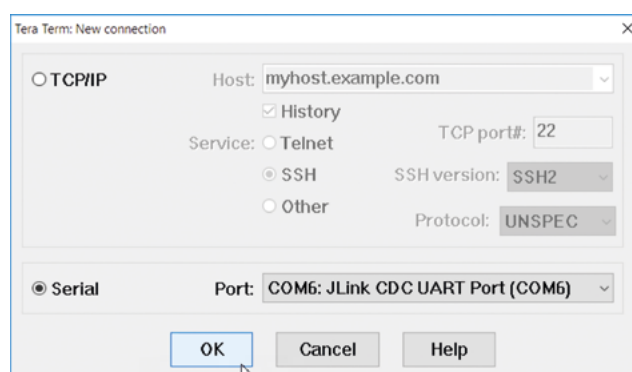 Tera Term: New connection
TCP/IP
Host: myhost.example.com
History
Service: Telnet
TCP port#: 22
SSH
SSH version: SSH2
Other
Protocol: UNSPEC
Serial
Port: COM6: JLink CDC UART Port (COM6)
OK
Cancel
Help